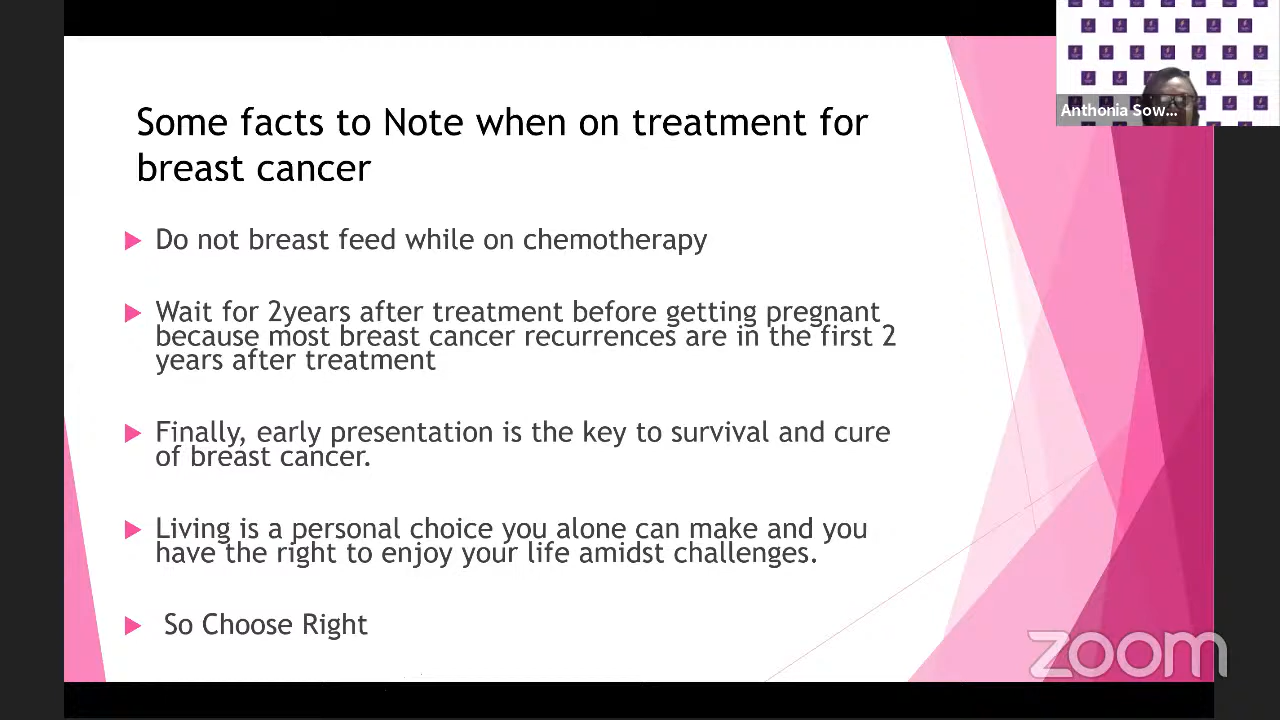 Anthonia Sow...
Some facts to Note when on treatment for
breast cancer
Do not breast feed while on chemotherapy
Wait for 2years after treatment before getting pregnant
because most breast cancer recurrences are in the first 2
years after treatment
Finally, early presentation is the key to survival and cure
of breast cancer.
Living is a personal choice you alone can make and you
have the right to enjoy your life amidst challenges.
So Choose Right
zoom